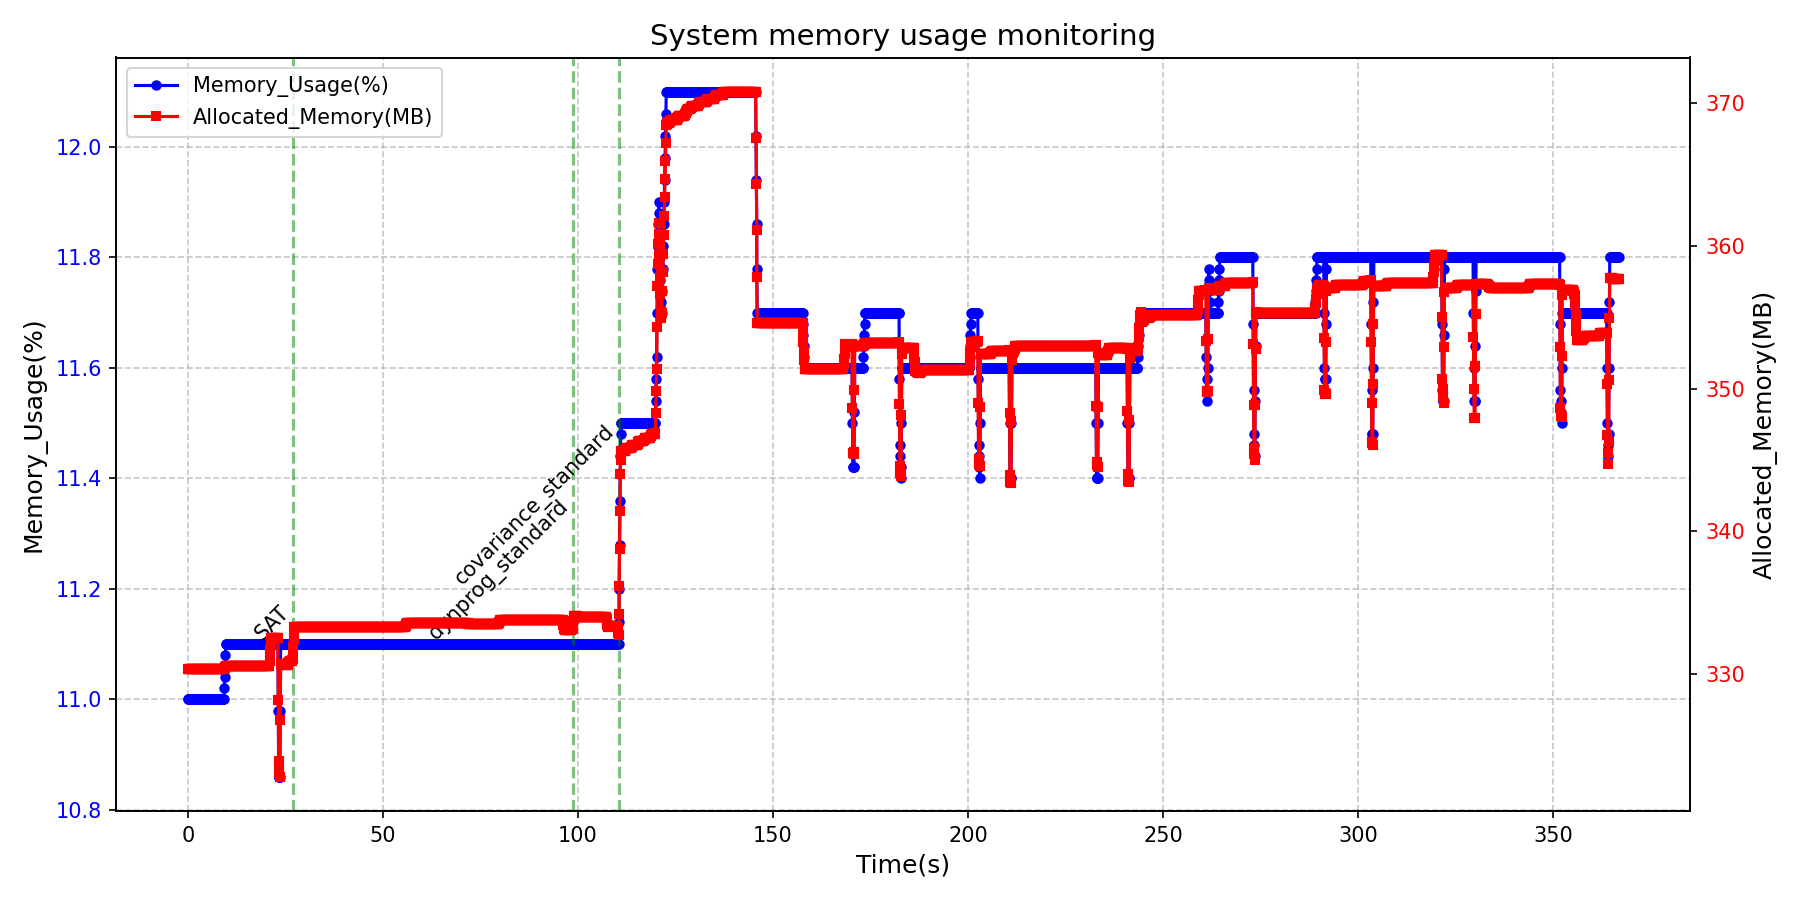 System memory usage monitoring
Memory_Usage(%)
Allocated_Memory(MB)
12.0
11.8
11.6
11.4
11.2
11.0
10.8
Memory_Usage(%)
370
360
350
340
330
Allocated_Memory(MB)
SAT
dynprog_standard
covariance_standard
0 50 100 150 200 250 300 350
Time(s)